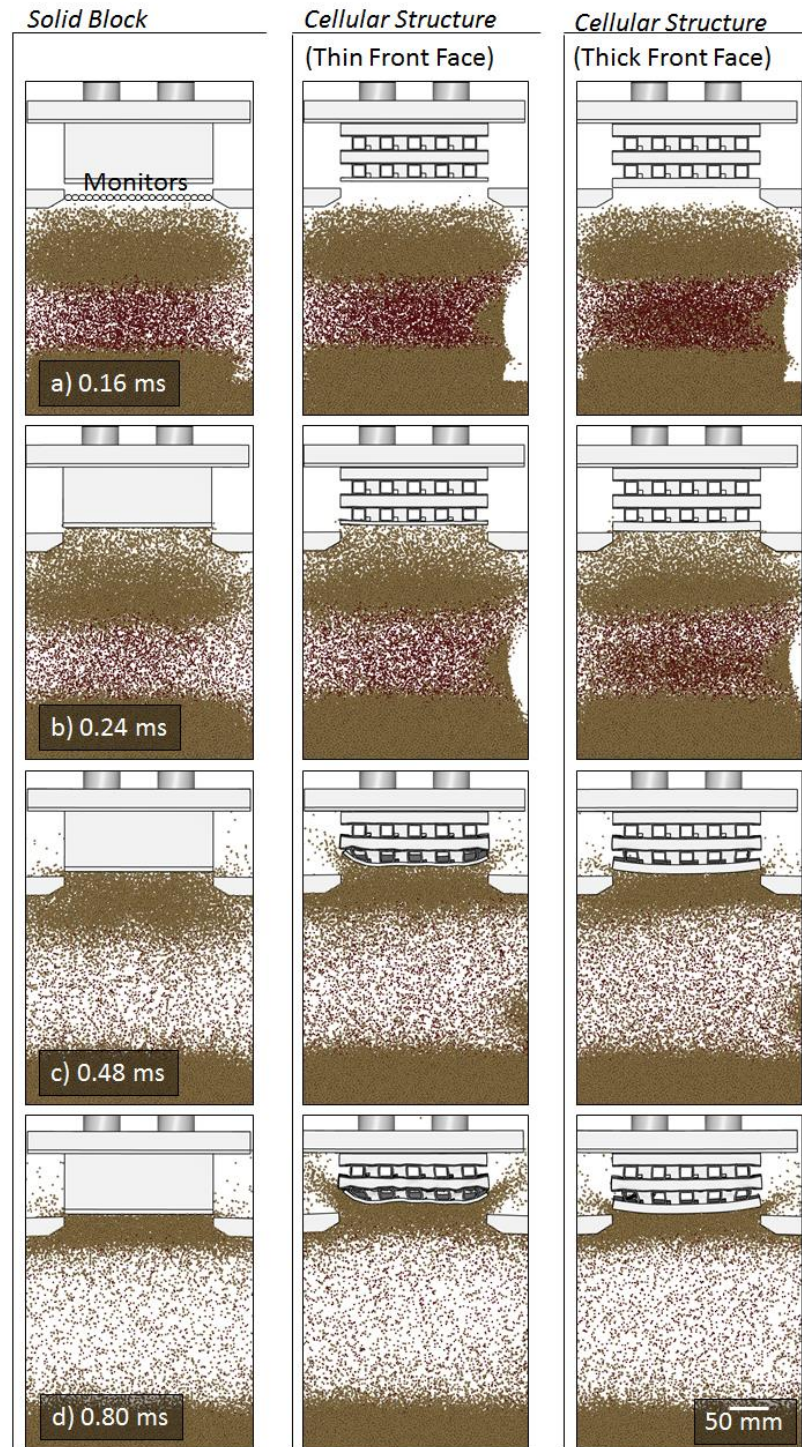 Solid Block
Cellular Structure
(Thin Front Face)
Cellular Structure
(Thick Front Face)
Monitors
a) 0.16 ms
b) 0.24 ms
c) 0.48 ms
d) 0.80 ms
50 mm